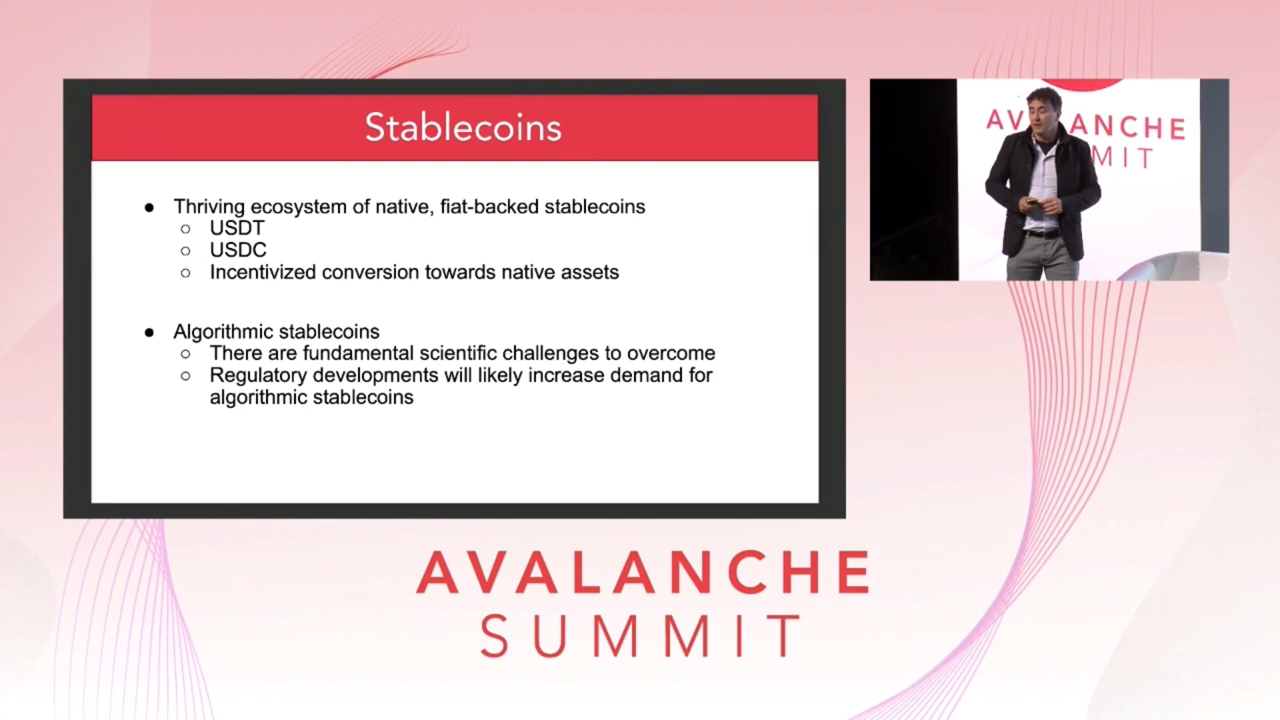 Stablecoins
● Thriving ecosystem of native, fiat-backed stablecoins
○ USDT
○ USDC
○ Incentivized conversion towards native assets
● Algorithmic stablecoins
○ There are fundamental scientific challenges to overcome
○ Regulatory developments will likely increase demand for
algorithmic stablecoins
AVALANCHE
MIT
AVALANCHE
SUMMIT